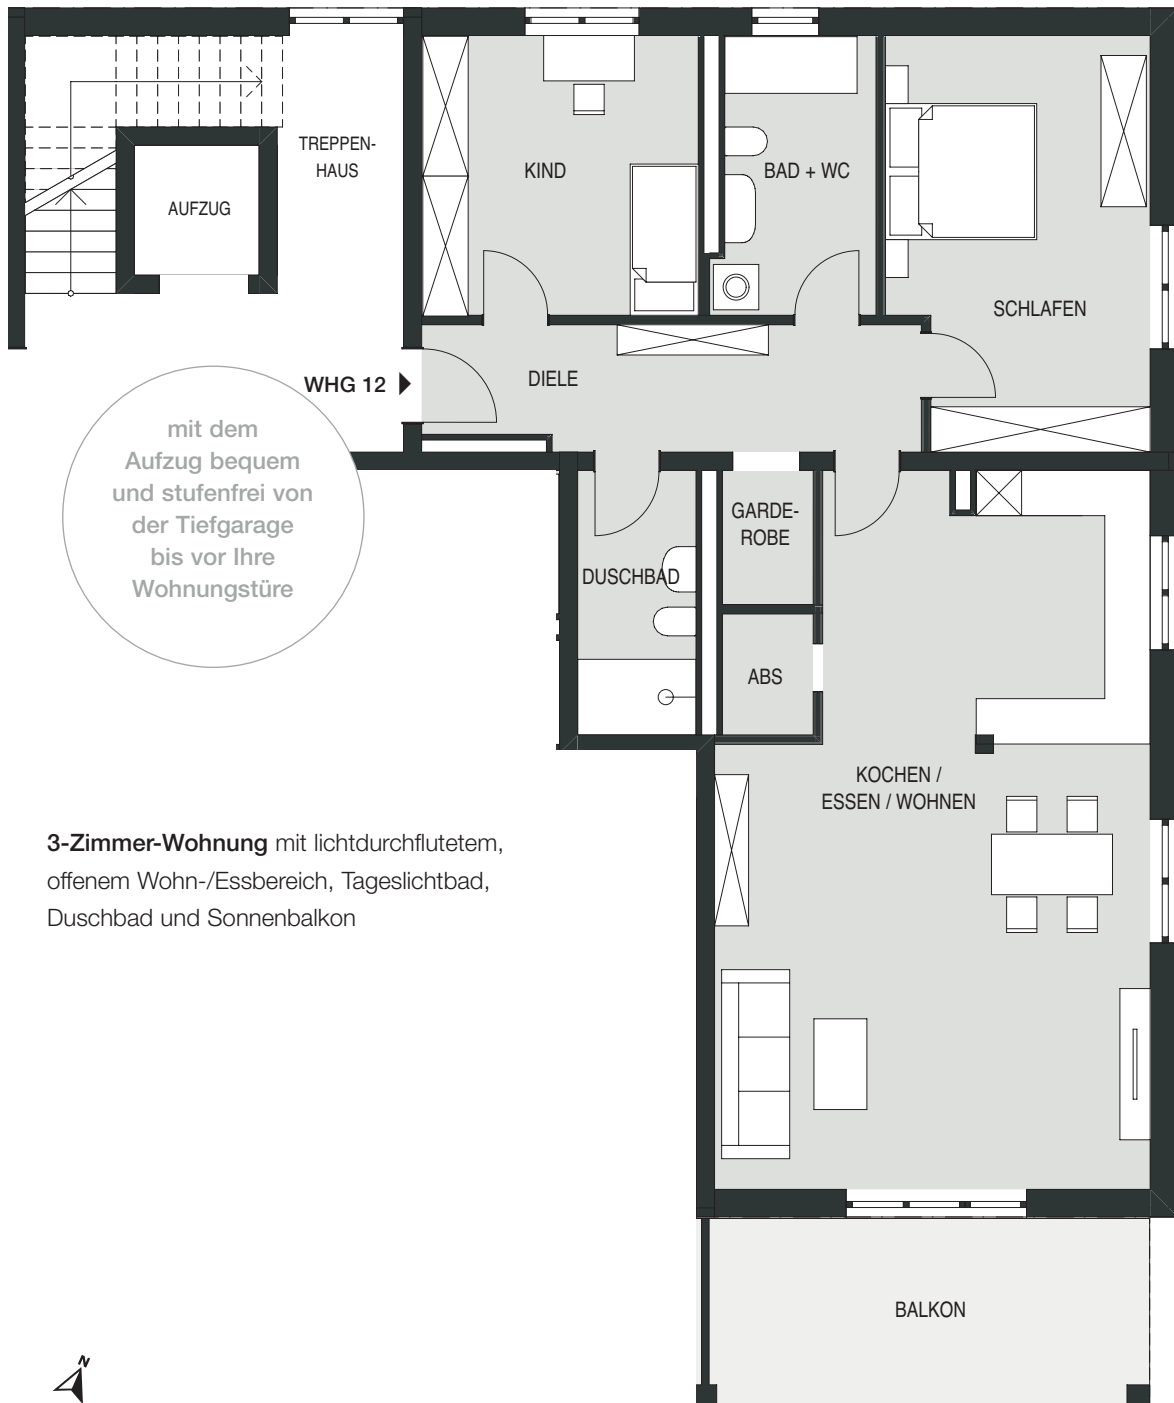 TREPPEN-
HAUS
AUFZUG
KIND
BAD + WC
SCHLAFEN
WHG 12
DIELE
mit dem
Aufzug bequem
und stufenfrei von
der Tiefgarage
bis vor Ihre
Wohnungstüre
GARDE-
ROBE
DUSCHBAD
ABS
KOCHEN /
ESSEN / WOHNEN
3-Zimmer-Wohnung mit lichtdurchflutetem,
offenem Wohn-/Essbereich, Tageslichtbad,
Duschbad und Sonnenbalkon
BALKON
N